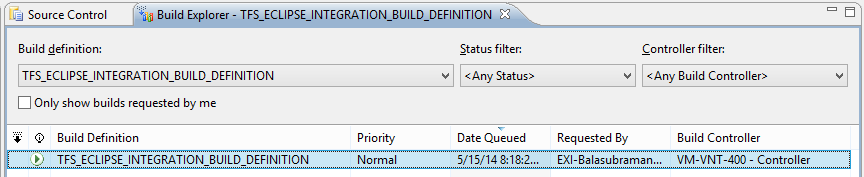 Source Control Build Explorer - TFS_ECLIPSE_INTEGRATION_BUILD_DEFINITION
Build definition: Status filter: Controller filter:
TFS_ECLIPSE_INTEGRATION_BUILD_DEFINITION <Any Status> <Any Build Controller>
Only show builds requested by me
Build Definition Priority Date Queued Requested By Build Controller
TFS_ECLIPSE_INTEGRATION_BUILD_DEFINITION Normal 5/15/14 8:18:2... EXI-Balasubraman... VM-VNT-400 - Controller